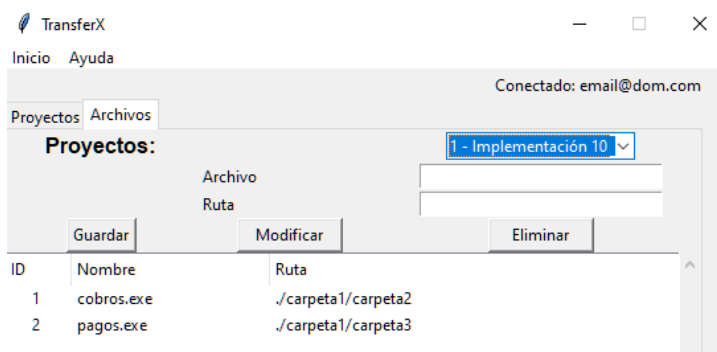 TransferX
Inicio Ayuda
Conectado: email@dom.com
Proyectos Archivos
Proyectos: 1 - Implementación 10
Archivo
Ruta
Guardar Modificar Eliminar
ID Nombre Ruta
1 cobros.exe ./carpeta1/carpeta2
2 pagos.exe ./carpeta1/carpeta3